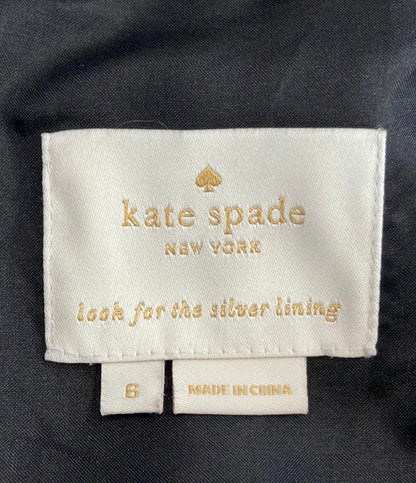 kate spade
NEW YORK
look for the silver lining
6
MADE IN CHINA